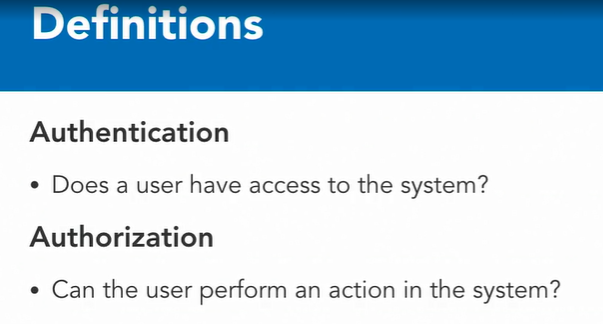 Definitions
Authentication
• Does a user have access to the system?
Authorization
• Can the user perform an action in the system?